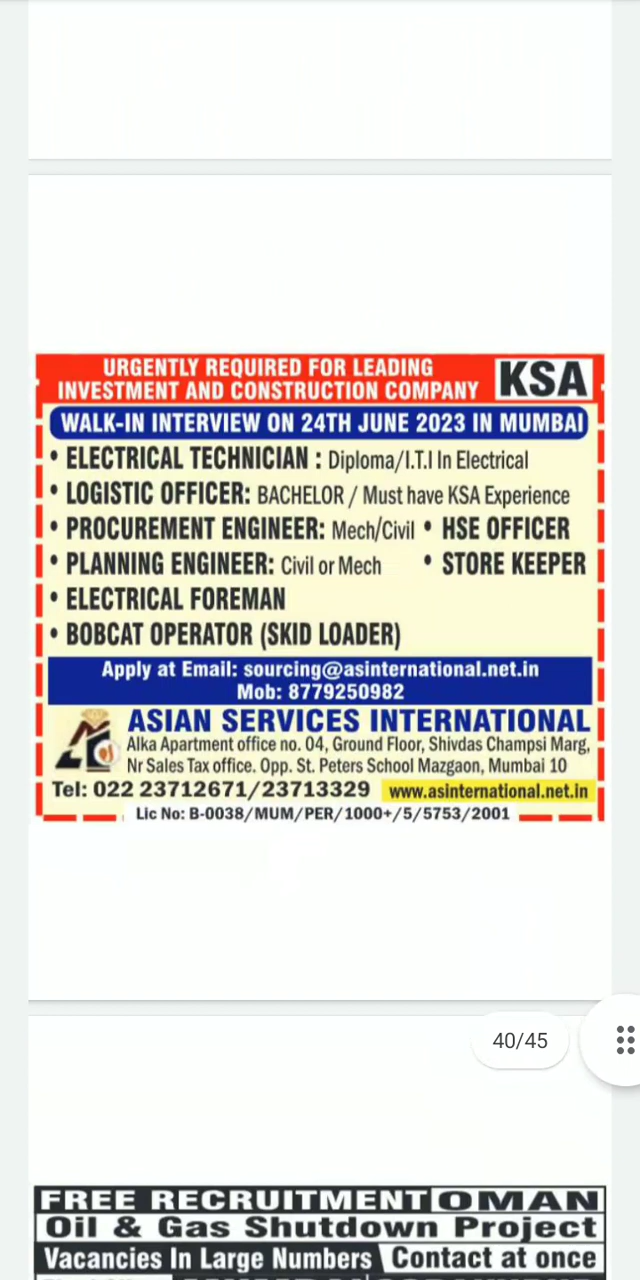 URGENTLY REQUIRED FOR LEADING
INVESTMENT AND CONSTRUCTION COMPANY
KSA
WALK-IN INTERVIEW ON 24TH JUNE 2023 IN MUMBAI
• ELECTRICAL TECHNICIAN : Diploma/I.T.I In Electrical
• LOGISTIC OFFICER: BACHELOR / Must have KSA Experience
• PROCUREMENT ENGINEER: Mech/Civil • HSE OFFICER
• PLANNING ENGINEER: Civil or Mech • STORE KEEPER
• ELECTRICAL FOREMAN
• BOBCAT OPERATOR (SKID LOADER)
Apply at Email: sourcing@asinternational.net.in
Mob: 8779250982
ASIAN SERVICES INTERNATIONAL
Alka Apartment office no. 04, Ground Floor, Shivdas Champsi Marg,
Nr Sales Tax office. Opp. St. Peters School Mazgaon, Mumbai 10
Tel: 022 23712671/23713329 www.asinternational.net.in
Lic No: B-0038/MUM/PER/1000+/5/5753/2001
40/45
FREE RECRUITMENT OMAN
Oil & Gas Shutdown Project
Vacancies In Large Numbers Contact at once